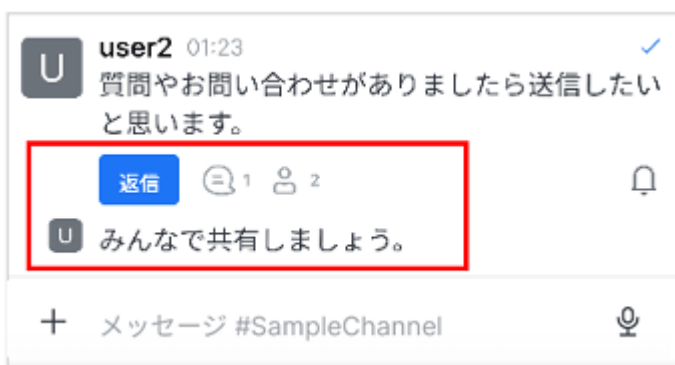 U user2 01:23
質問やお問い合わせがありましたら送信したい
と思います。
返信 1 2
U みんなで共有しましょう。
+ メッセージ #SampleChannel